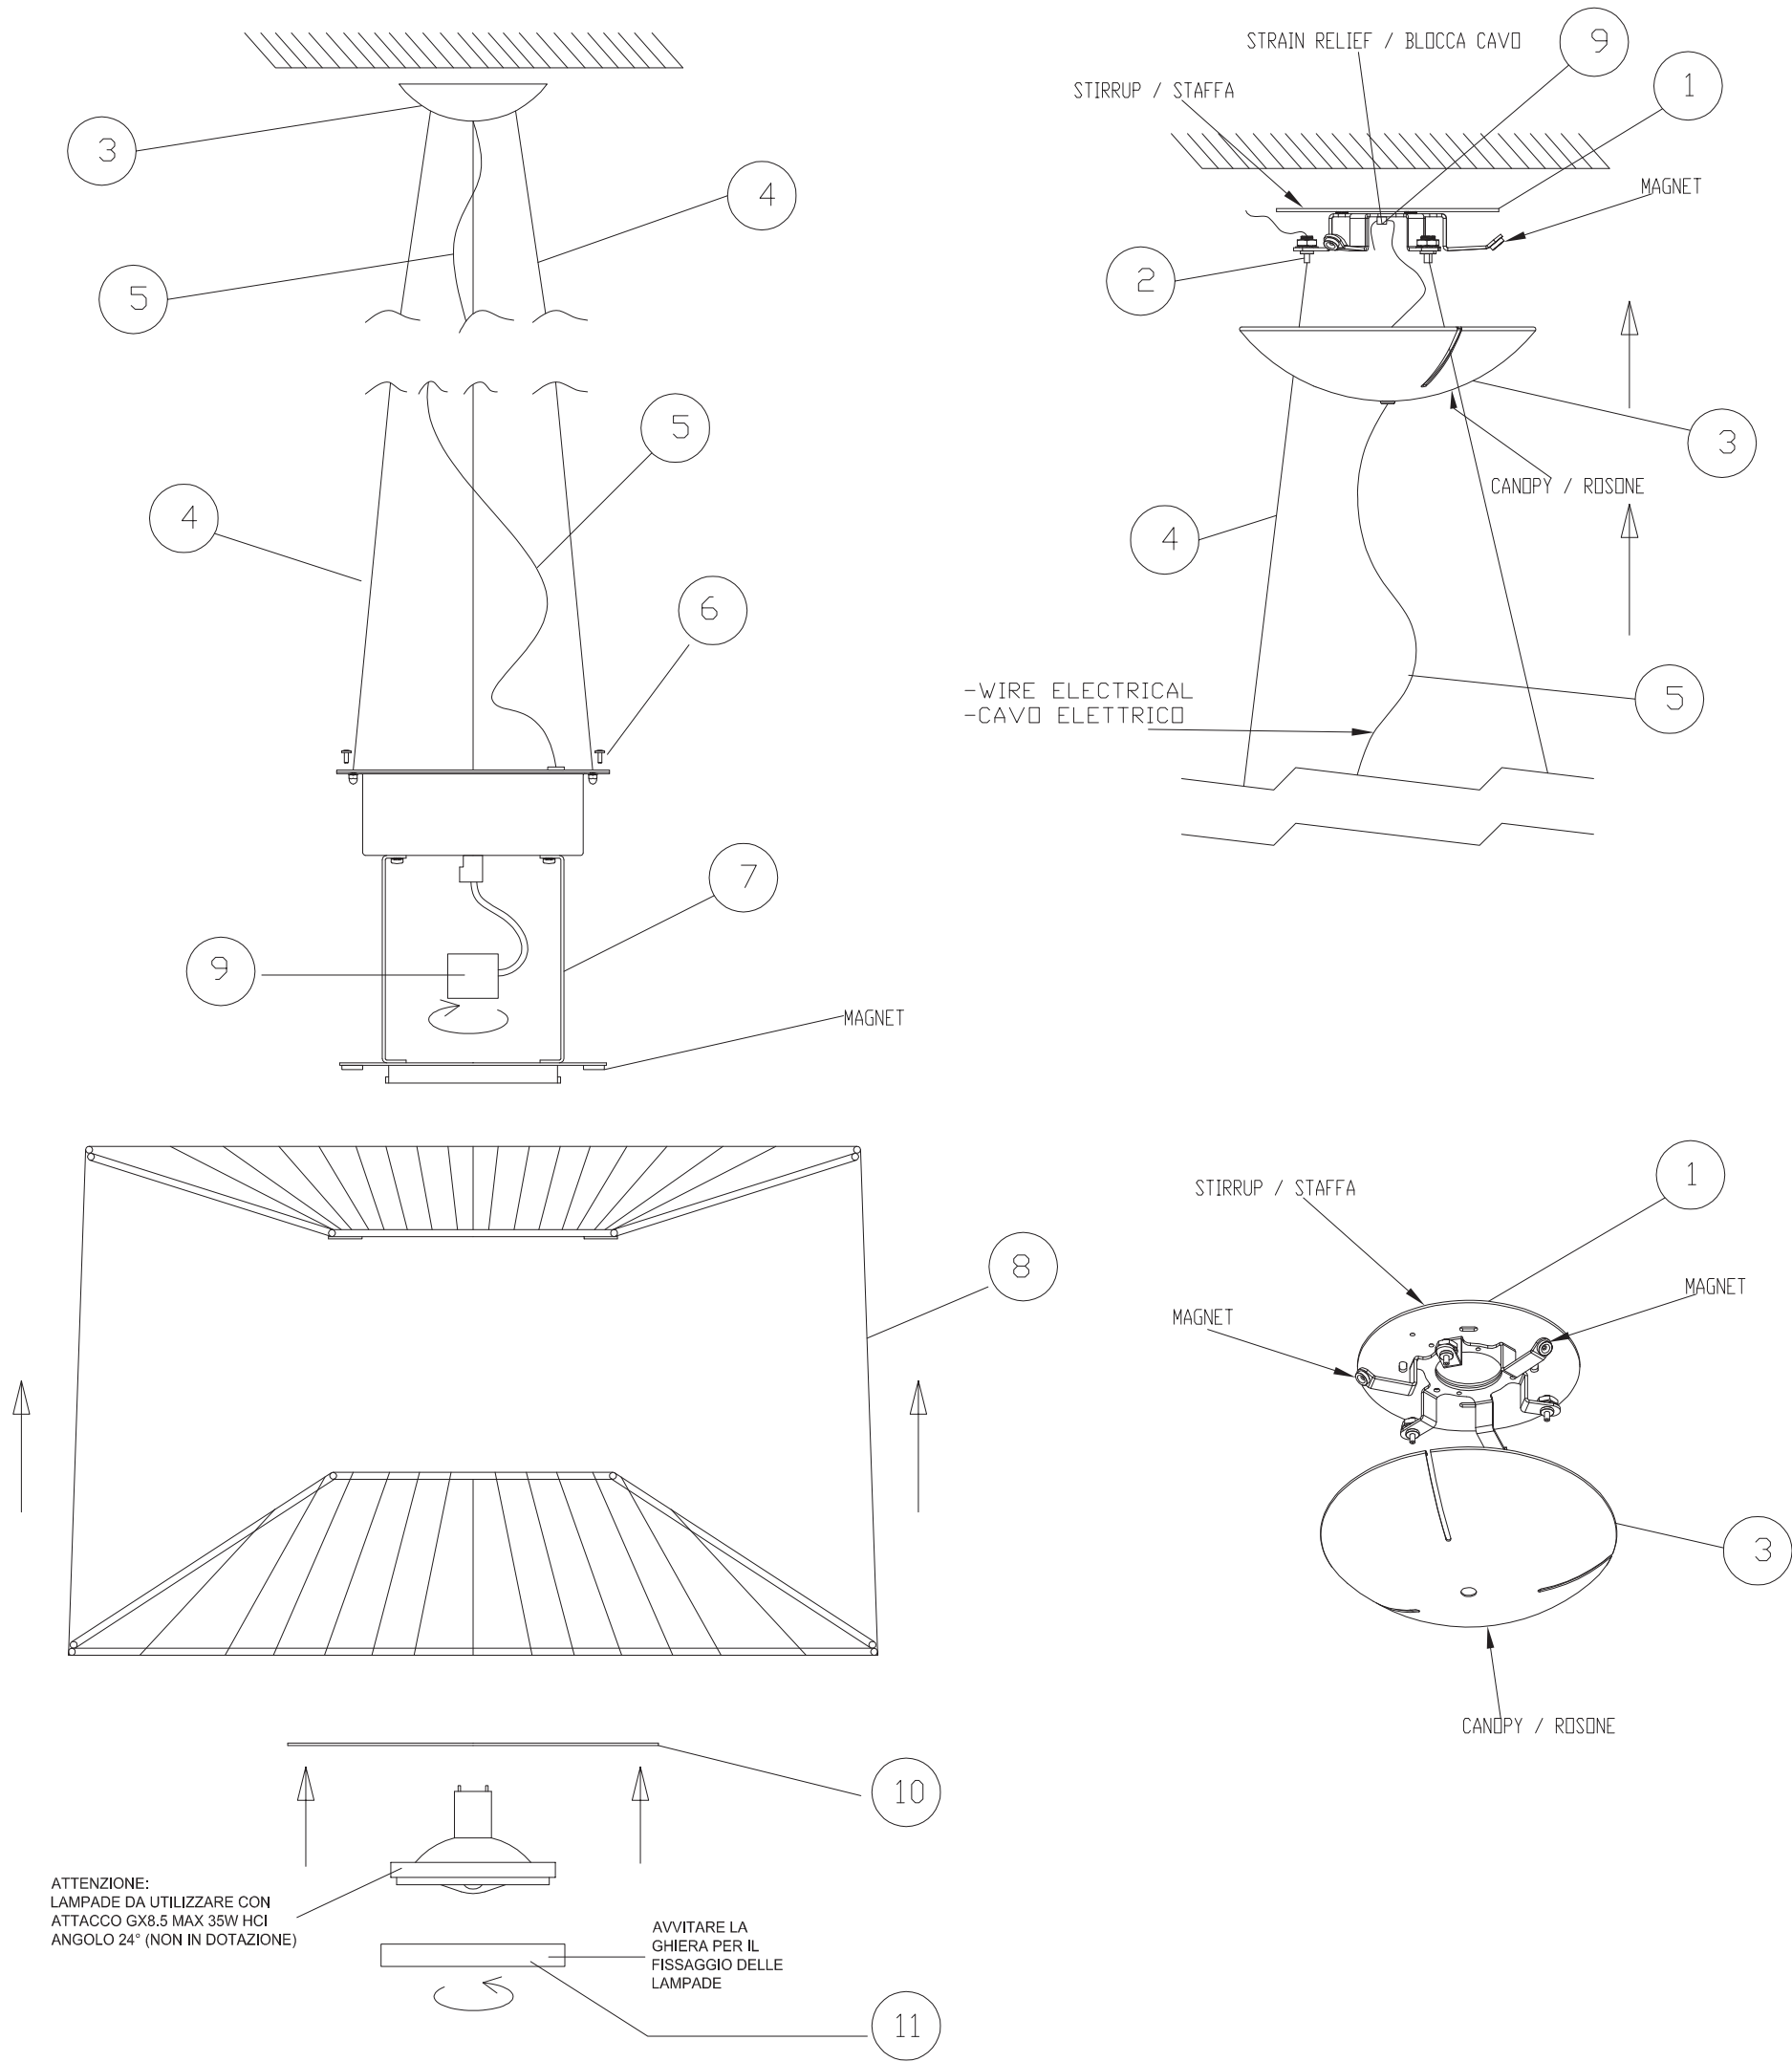 STRAIN RELIEF / BLOCCA CAVO
9
STIRRUP / STAFFA
1
3
4
MAGNET
5
2
5
3
CANOPY / ROSONE
4
4
6
-WIRE ELECTRICAL
-CAVO ELETTRICO
5
7
9
MAGNET
1
STIRRUP / STAFFA
8
MAGNET
MAGNET
3
CANOPY / ROSONE
10
ATTENZIONE:
LAMPADE DA UTILIZZARE CON
ATTACCO GX8.5 MAX 35W HCI
ANGOLO 24° (NON IN DOTAZIONE)
AVVITARE LA
GHIERA PER IL
FISSAGGIO DELLE
LAMPADE
11